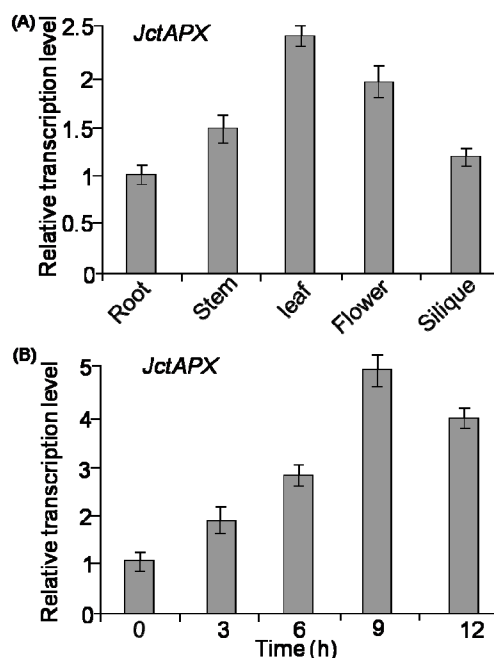 (A)
JctAPX
Relative transcription level
2.5
2
1.5
1
0.5
0
Root
Stem
leaf
Flower
Silique
(B)
JctAPX
Relative transcription level
5
4
3
2
1
0
0 3 6 9 12
Time (h)